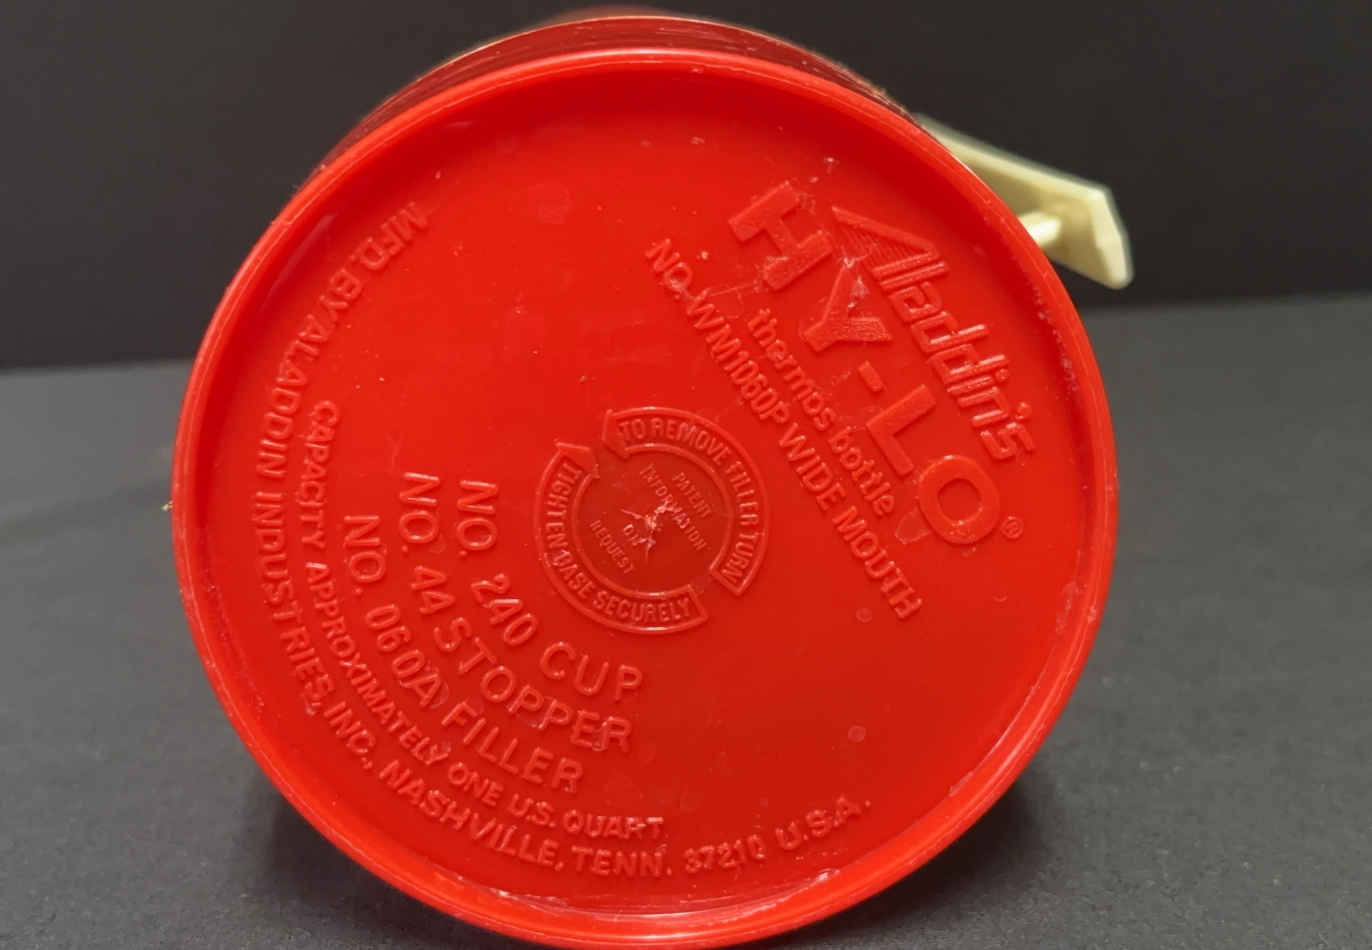 Aladdin's
HY-LO®
thermos bottle
NO. WM1060P WIDE MOUTH
TO REMOVE FILLER TURN
TIGHTEN BASE SECURELY
PATENT
INFORMATION
ON
REQUEST
NO. 240 CUP
NO. 44 STOPPER
NO. 060A FILLER
CAPACITY APPROXIMATELY ONE U.S. QUART
MFD. BY ALADDIN INDUSTRIES, INC., NASHVILLE, TENN. 37210 U.S.A.